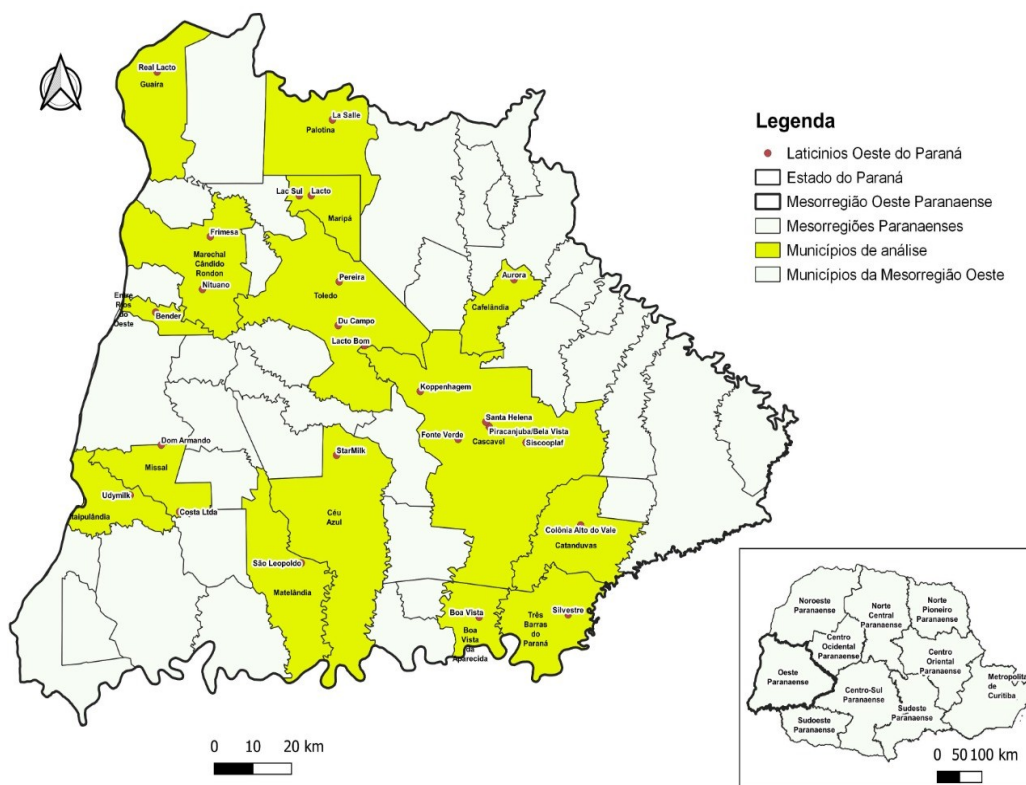 Real Lacto
Guaira
La Salle
Palotina
Lac Sul
Lacto
Maripá
Frimesa
Marechal
Cândido
Rondon
Nituano
Pereira
Toledo
Aurora
Cafelândia
Entre
Rios
do
Oeste
Bender
Du Campo
Lacto Bom
Koppenhagem
Santa Helena
Piracanjuba/Bela Vista
Fonte Verde
Cascavel
Siscooplaf
Dom Armando
Missal
StarMilk
Udymilk
Itaipulândia
Costa Ltda
Céu
Azul
Colônia Alto do Vale
Catanduvas
São Leopoldo
Matelândia
Boa Vista
Boa
Vista
da
Aparecida
Silvestre
Três
Barras
do
Paraná
0 10 20 km
Legenda
Laticinios Oeste do Paraná
Estado do Paraná
Mesorregião Oeste Paranaense
Mesorregiões Paranaenses
Municípios de análise
Municípios da Mesorregião Oeste
Noroeste
Paranaense
Norte
Central
Paranaense
Norte
Pioneiro
Paranaense
Centro
Ocidental
Paranaense
Centro
Oriental
Paranaense
Oeste
Paranaense
Metropolita
de
Curitiba
Centro-Sul
Paranaense
Sudeste
Paranaense
Sudoeste
Paranaense
0 50 100 km